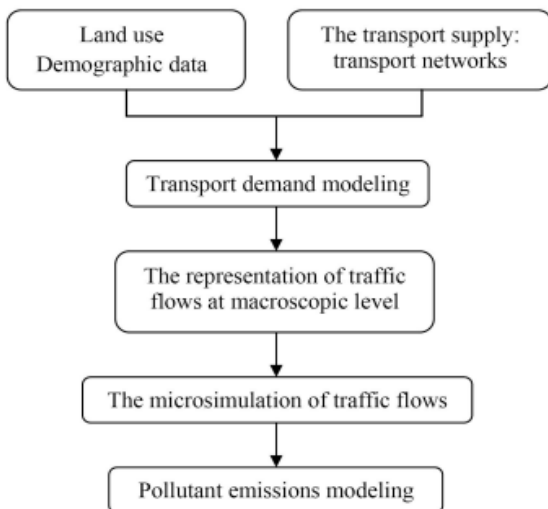 Land use
Demographic data
The transport supply:
transport networks
Transport demand modeling
The representation of traffic
flows at macroscopic level
The microsimulation of traffic flows
Pollutant emissions modeling